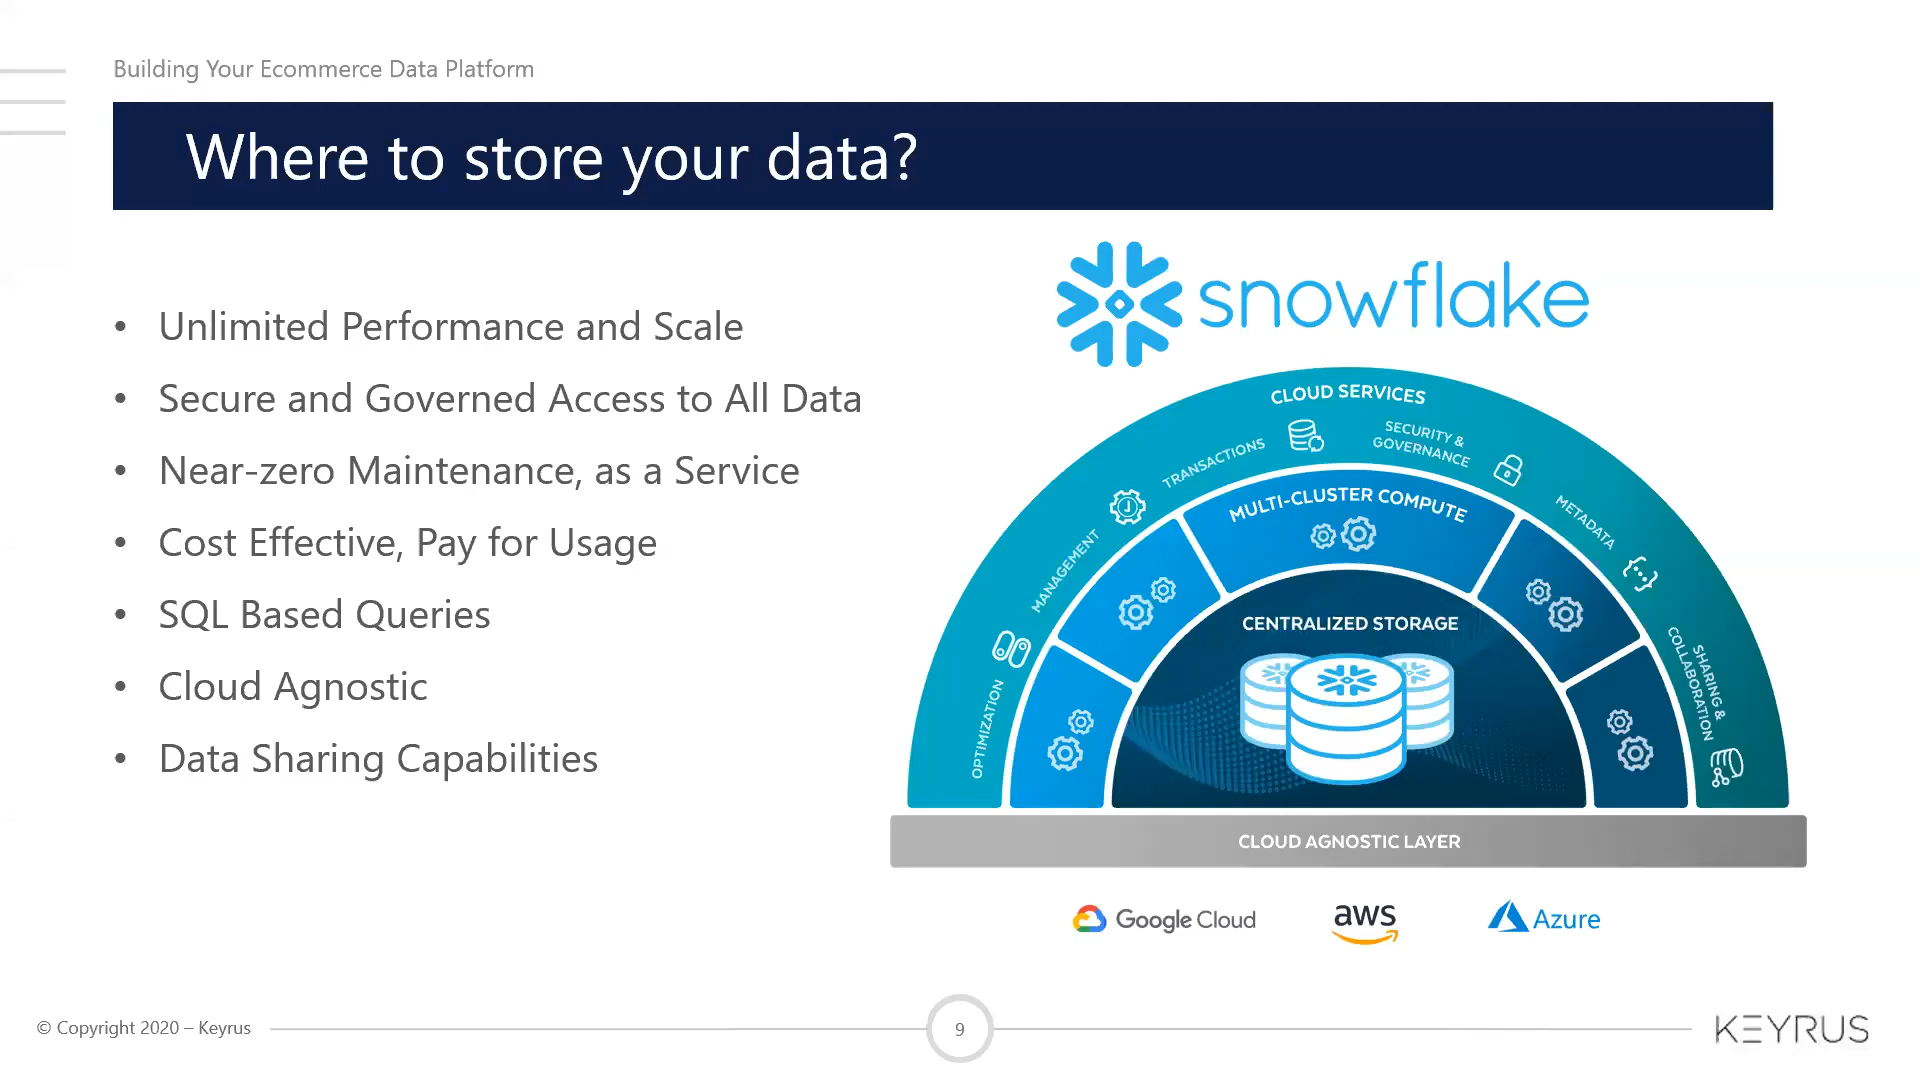 Building Your Ecommerce Data Platform
Where to store your data?
• Unlimited Performance and Scale
• Secure and Governed Access to All Data
• Near-zero Maintenance, as a Service
• Cost Effective, Pay for Usage
• SQL Based Queries
• Cloud Agnostic
• Data Sharing Capabilities
snowflake
CLOUD SERVICES
OPTIMIZATION
MANAGEMENT
TRANSACTIONS
SECURITY &
GOVERNANCE
METADATA
SHARING &
COLLABORATION
MULTI-CLUSTER COMPUTE
CENTRALIZED STORAGE
CLOUD AGNOSTIC LAYER
Google Cloud
aws
Azure
© Copyright 2020 – Keyrus
9
KEYRUS